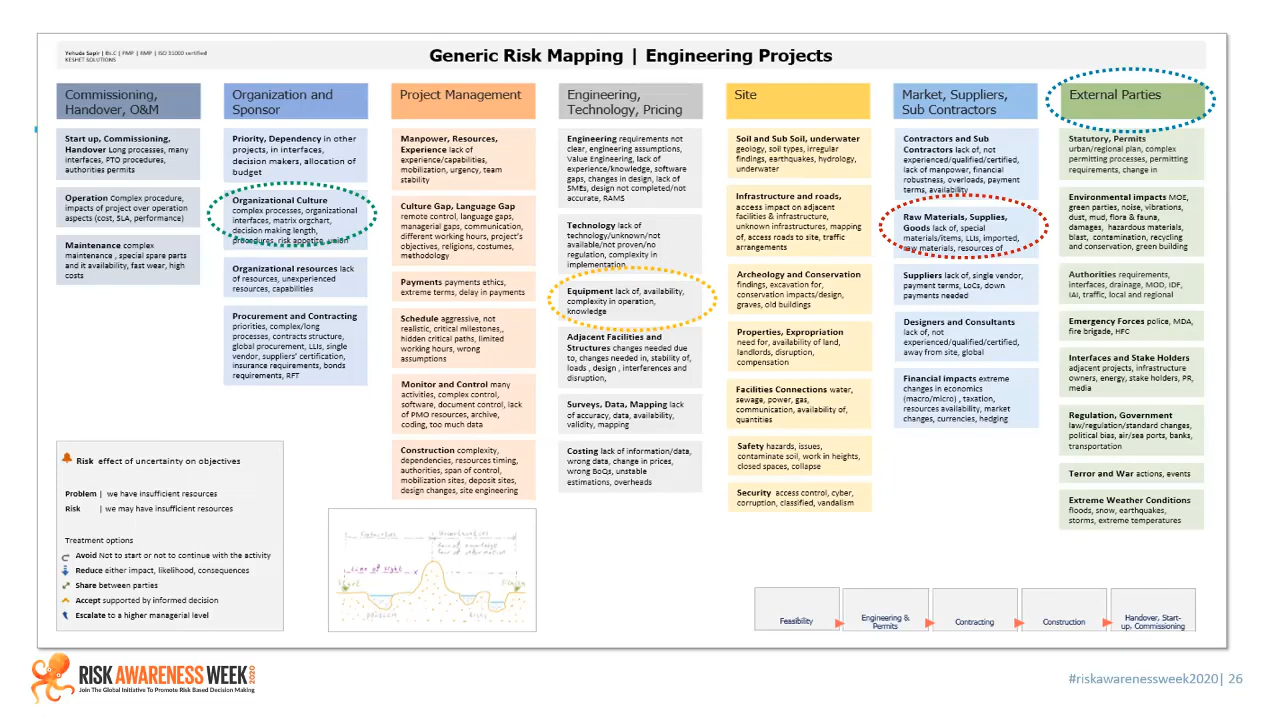 Yehuda Sapir | Bs.C | PMP | RMP | ISO 31000 certified
KESHET SOLUTIONS
Generic Risk Mapping | Engineering Projects
Commissioning,
Handover, O&M
Start up, Commissioning,
Handover Long processes, many
interfaces, PTO procedures,
authorities permits
Operation Complex procedure,
impacts of project over operation
aspects (cost, SLA, performance)
Maintenance complex
maintenance , special spare parts
and it availability, fast wear, high
costs
Organization and
Sponsor
Priority, Dependency in other
projects, in interfaces,
decision makers, allocation of
budget
Organizational Culture
complex processes, organizational
interfaces, matrix orgchart,
decision making length,
procedures, risk appetite, union
Organizational resources lack
of resources, unexperienced
resources, capabilities
Procurement and Contracting
priorities, complex/long
processes, contracts structure,
global procurement, LLIs, single
vendor, suppliers' certification,
insurance requirements, bonds
requirements, RFT
Project Management
Manpower, Resources,
Experience lack of
experience/capabilities,
mobilization, urgency, team
stability
Culture Gap, Language Gap
remote control, language gaps,
managerial gaps, communication,
different working hours, project's
objectives, religions, costumes,
methodology
Payments payments ethics,
extreme terms, delay in payments
Schedule aggressive, not
realistic, critical milestones,,
hidden critical paths, limited
working hours, wrong
assumptions
Monitor and Control many
activities, complex control,
software, document control, lack
of PMO resources, archive,
coding, too much data
Construction complexity,
dependencies, resources timing,
authorities, span of control,
mobilization sites, deposit sites,
design changes, site engineering
Engineering,
Technology, Pricing
Engineering requirements not
clear, engineering assumptions,
Value Engineering, lack of
experience/knowledge, software
gaps, changes in design, lack of
SMEs, design not completed/not
accurate, RAMS
Technology lack of
technology/unknown/not
available/not proven/no
regulation, complexity in
implementation
Equipment lack of, availability,
complexity in operation,
knowledge
Adjacent Facilities and
Structures changes needed due
to, changes needed in, stability of,
loads , design , interferences and
disruption,
Surveys, Data, Mapping lack
of accuracy, data, availability,
validity, mapping
Costing lack of information/data,
wrong data, change in prices,
wrong BoQs, unstable
estimations, overheads
Site
Soil and Sub Soil, underwater
geology, soil types, irregular
findings, earthquakes, hydrology,
underwater
Infrastructure and roads,
access impact on adjacent
facilities & infrastructure,
unknown infrastructures, mapping
of, access roads to site, traffic
arrangements
Archeology and Conservation
findings, excavation for,
conservation impacts/design,
graves, old buildings
Properties, Expropriation
need for, availability of land,
landlords, disruption,
compensation
Facilities Connections water,
sewage, power, gas,
communication, availability of,
quantities
Safety hazards, issues,
contaminate soil, work in heights,
closed spaces, collapse
Security access control, cyber,
corruption, classified, vandalism
Market, Suppliers,
Sub Contractors
Contractors and Sub
Contractors lack of, not
experienced/qualified/certified,
lack of manpower, financial
robustness, overloads, payment
terms, availability
Raw Materials, Supplies,
Goods lack of, special
materials/items, LLIs, imported,
raw materials, resources of
Suppliers lack of, single vendor,
payment terms, LoCs, down
payments needed
Designers and Consultants
lack of, not
experienced/qualified/certified,
away from site, global
Financial impacts extreme
changes in economics
(macro/micro) , taxation,
resources availability, market
changes, currencies, hedging
External Parties
Statutory, Permits
urban/regional plan, complex
permitting processes, permitting
requirements, change in
Environmental impacts MOE,
green parties, noise, vibrations,
dust, mud, flora & fauna,
damages, hazardous materials,
blast, contamination, recycling
and conservation, green building
Authorities requirements,
interfaces, drainage, MOD, IDF,
IAI, traffic, local and regional
Emergency Forces police, MDA,
fire brigade, HFC
Interfaces and Stake Holders
adjacent projects, infrastructure
owners, energy, stake holders, PR,
media
Regulation, Government
law/regulation/standard changes,
political bias, air/sea ports, banks,
transportation
Terror and War actions, events
Extreme Weather Conditions
floods, snow, earthquakes,
storms, extreme temperatures
Risk effect of uncertainty on objectives
Problem | we have insufficient resources
Risk | we may have insufficient resources
Treatment options
Avoid Not to start or not to continue with the activity
Reduce either impact, likelihood, consequences
Share between parties
Accept supported by informed decision
Escalate to a higher managerial level
Line of Sight
Start
Feasibility
Engineering &
Permits
Contracting
Construction
Handover, Start-
up, Commissioning
RISK AWARENESS WEEK 2020
Join The Global Initiative To Promote Risk Based Decision Making
#riskawarenessweek2020| 26